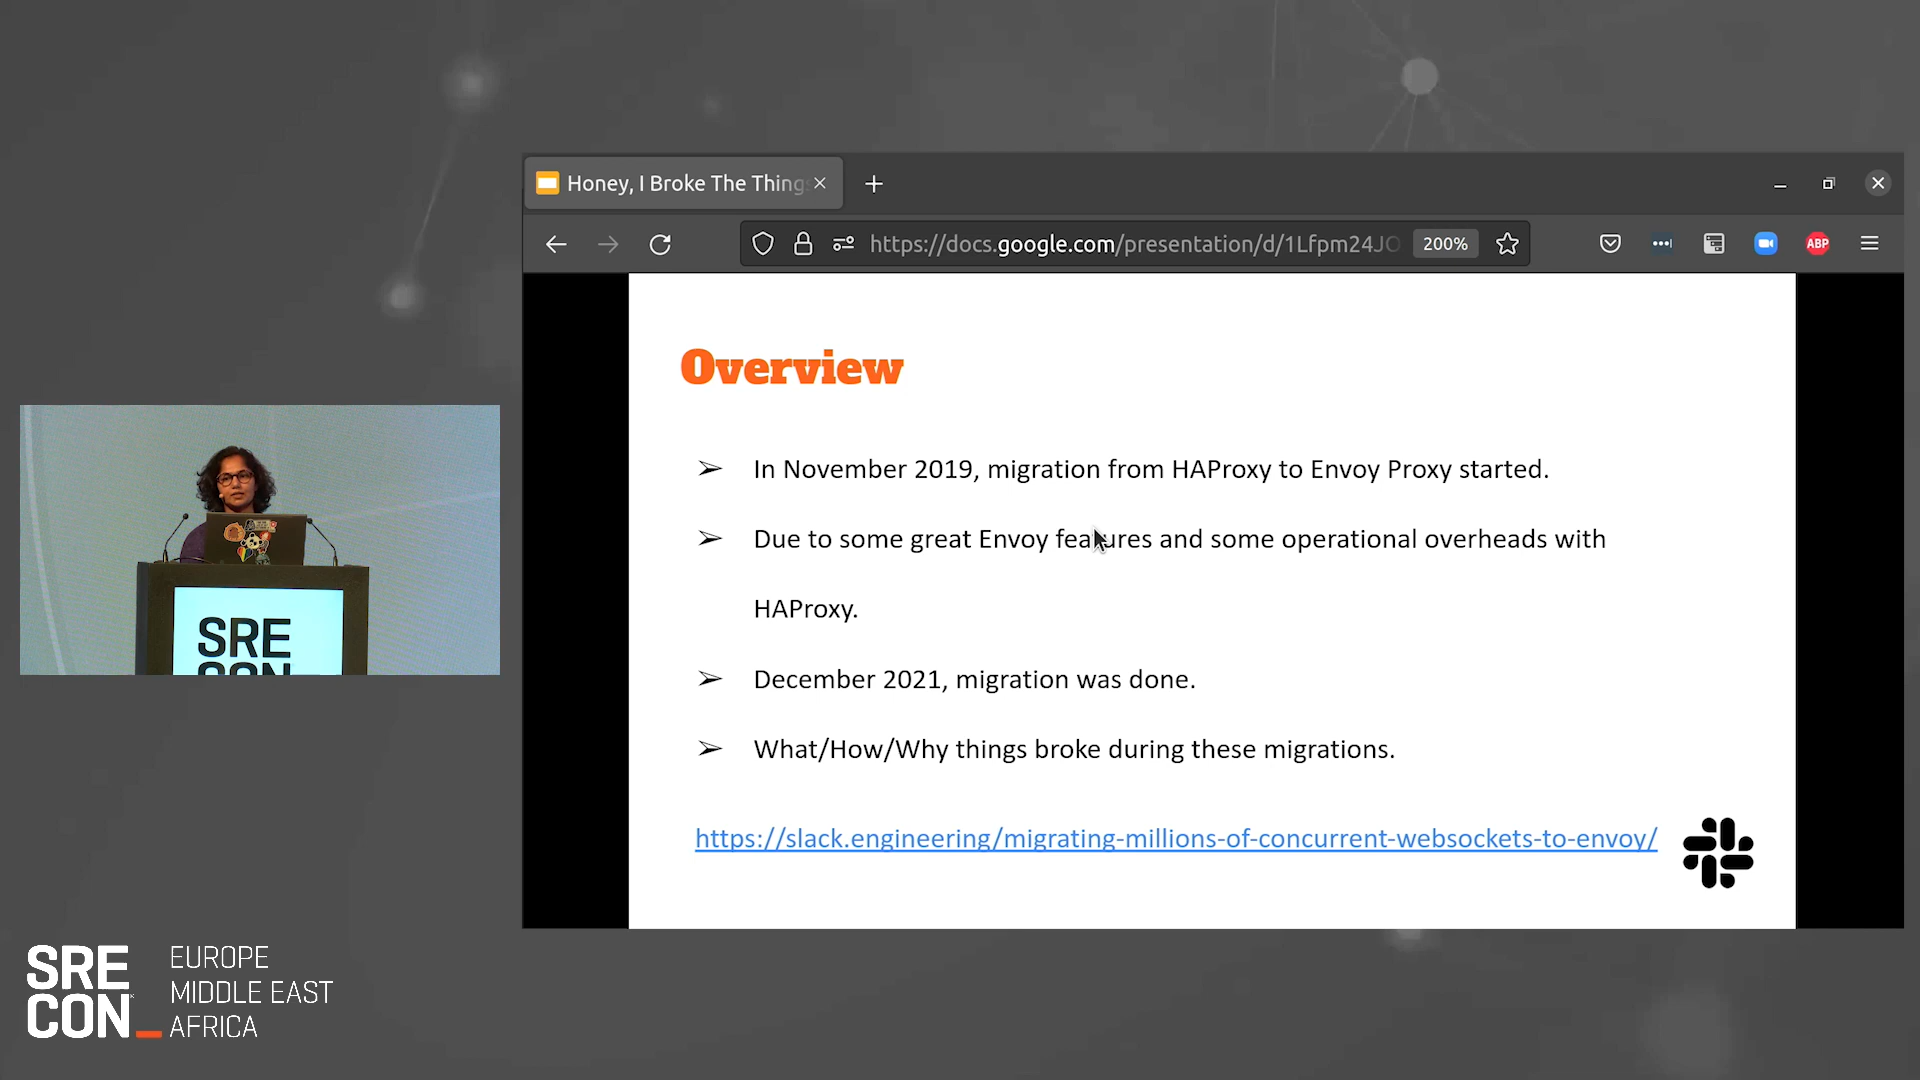 Honey, I Broke The Things
https://docs.google.com/presentation/d/1Lfpm24JO
200%
ABP
Overview
➢ In November 2019, migration from HAProxy to Envoy Proxy started.
➢ Due to some great Envoy features and some operational overheads with
HAProxy.
➢ December 2021, migration was done.
➢ What/How/Why things broke during these migrations.
https://slack.engineering/migrating-millions-of-concurrent-websockets-to-envoy/
SRE
CON
SRE
CON
EUROPE
MIDDLE EAST
AFRICA